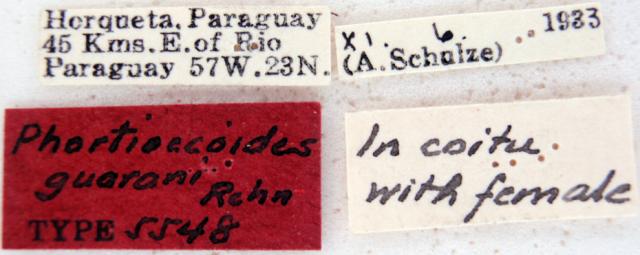 Horqueta, Paraguay
45 Kms. E. of Rio
Paraguay 57W. 23N.
XI. 6. 1933
(A. Schulze)
Phortioecoides
guarani Rehn
TYPE 5548
In coitu
with female